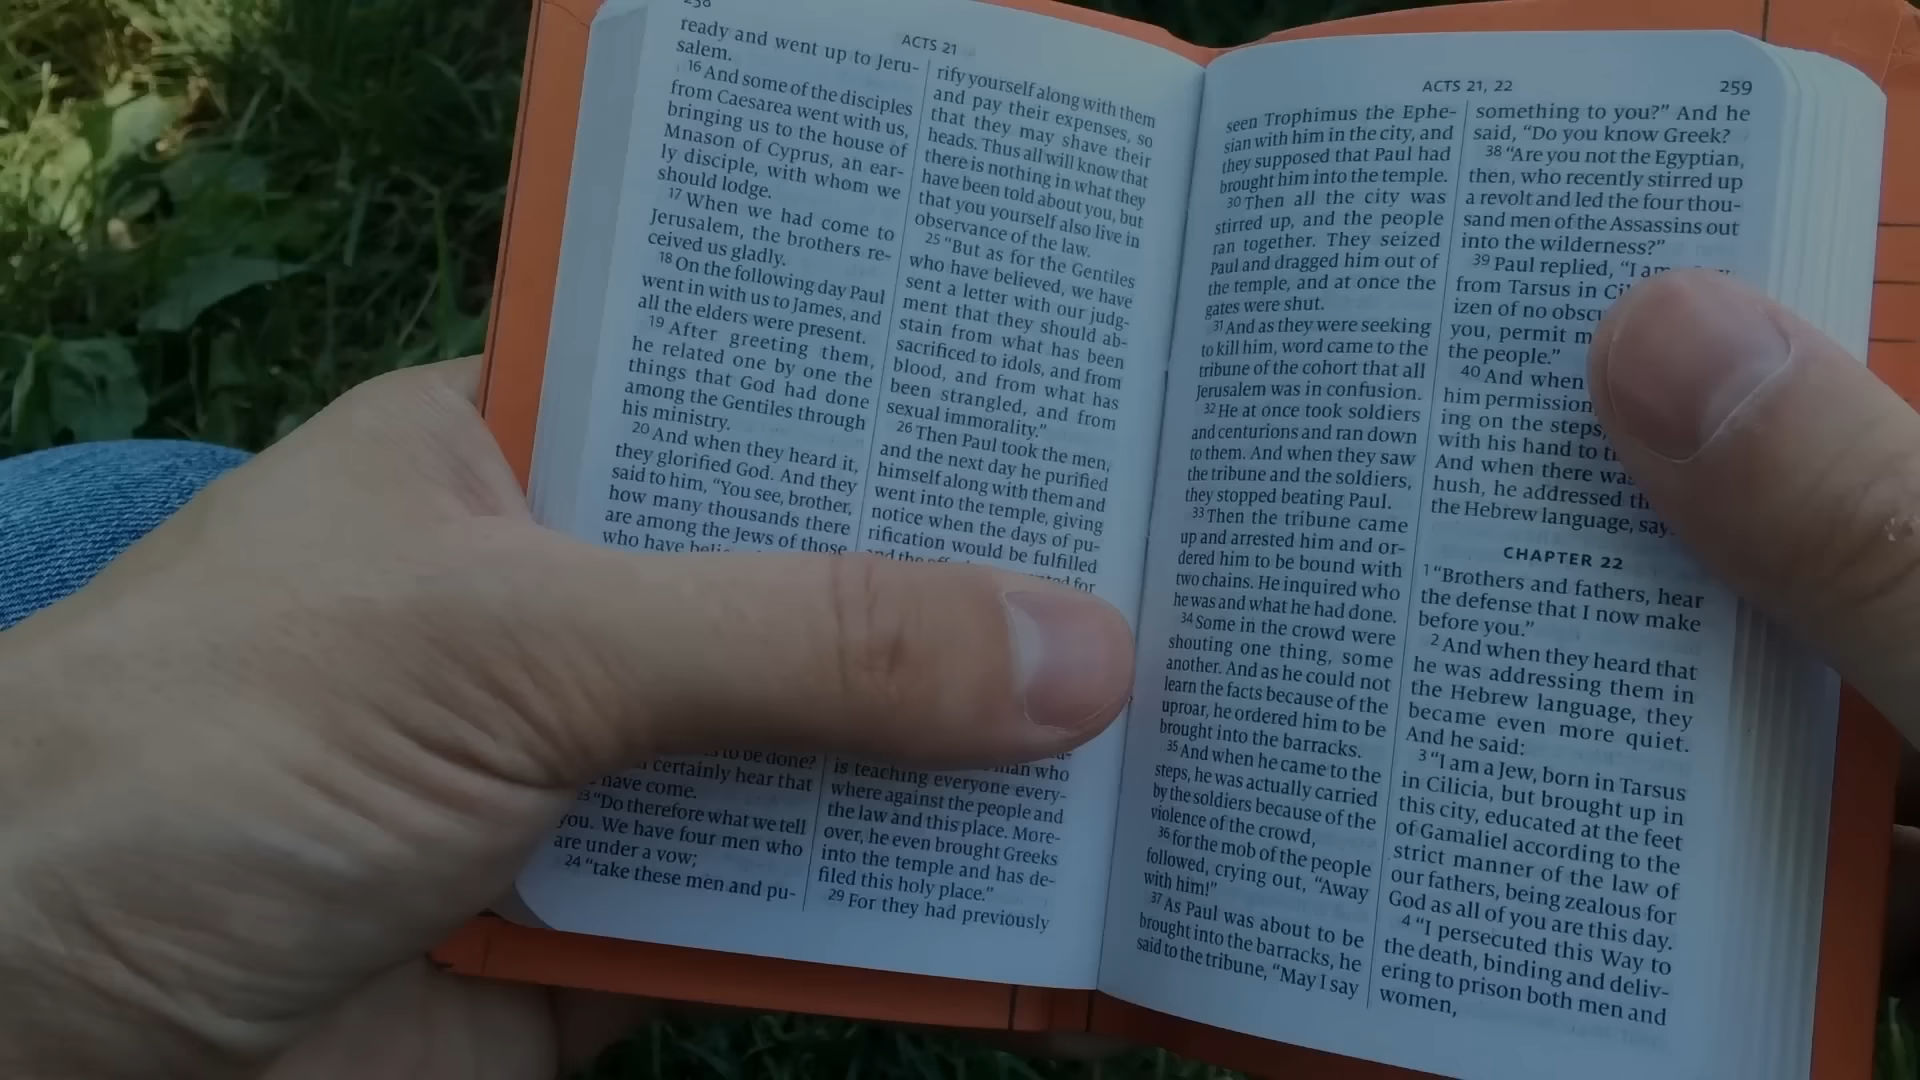 ACTS 21
ready and went up to Jeru-
salem.
16 And some of the disciples
from Caesarea went with us,
bringing us to the house of
Mnason of Cyprus, an ear-
ly disciple, with whom we
should lodge.
17 When we had come to
Jerusalem, the brothers re-
ceived us gladly.
18 On the following day Paul
went in with us to James, and
all the elders were present.
19 After greeting them,
he related one by one the
things that God had done
among the Gentiles through
his ministry.
20 And when they heard it,
they glorified God. And they
said to him, “You see, brother,
how many thousands there
are among the Jews of those
who have
to be done?
certainly hear that
have come.
23 “Do therefore what we tell
you. We have four men who
are under a vow;
24 “take these men and pu-
rify yourself along with them
and pay their expenses, so
that they may shave their
heads. Thus all will know that
there is nothing in what they
have been told about you, but
that you yourself also live in
observance of the law.
25 “But as for the Gentiles
who have believed, we have
sent a letter with our judg-
ment that they should ab-
stain from what has been
sacrificed to idols, and from
blood, and from what has
been strangled, and from
sexual immorality.”
26 Then Paul took the men,
and the next day he purified
himself along with them and
went into the temple, giving
notice when the days of pu-
rification would be fulfilled
and the for
man who
is teaching everyone every-
where against the people and
the law and this place. More-
over, he even brought Greeks
into the temple and has de-
filed this holy place.”
29 For they had previously
ACTS 21, 22 259
seen Trophimus the Ephe-
sian with him in the city, and
they supposed that Paul had
brought him into the temple.
30 Then all the city was
stirred up, and the people
ran together. They seized
Paul and dragged him out of
the temple, and at once the
gates were shut.
31 And as they were seeking
to kill him, word came to the
tribune of the cohort that all
Jerusalem was in confusion.
32 He at once took soldiers
and centurions and ran down
to them. And when they saw
the tribune and the soldiers,
they stopped beating Paul.
33 Then the tribune came
up and arrested him and or-
dered him to be bound with
two chains. He inquired who
he was and what he had done.
34 Some in the crowd were
shouting one thing, some
another. And as he could not
learn the facts because of the
uproar, he ordered him to be
brought into the barracks.
35 And when he came to the
steps, he was actually carried
by the soldiers because of the
violence of the crowd,
36 for the mob of the people
followed, crying out, “Away
with him!”
37 As Paul was about to be
brought into the barracks, he
said to the tribune, “May I say
something to you?” And he
said, “Do you know Greek?
38 “Are you not the Egyptian,
then, who recently stirred up
a revolt and led the four thou-
sand men of the Assassins out
into the wilderness?”
39 Paul replied, “I am
from Tarsus in
izen of no
you, permit
the people.”
40 And when
him permission,
ing on the steps,
with his hand to
And when there
hush, he addressed
the Hebrew language,
CHAPTER 22
1 “Brothers and fathers, hear
the defense that I now make
before you.”
2 And when they heard that
he was addressing them in
the Hebrew language, they
became even more quiet.
And he said:
3 “I am a Jew, born in Tarsus
in Cilicia, but brought up in
this city, educated at the feet
of Gamaliel according to the
strict manner of the law of
our fathers, being zealous for
God as all of you are this day.
4 “I persecuted this Way to
the death, binding and deliv-
ering to prison both men and
women,